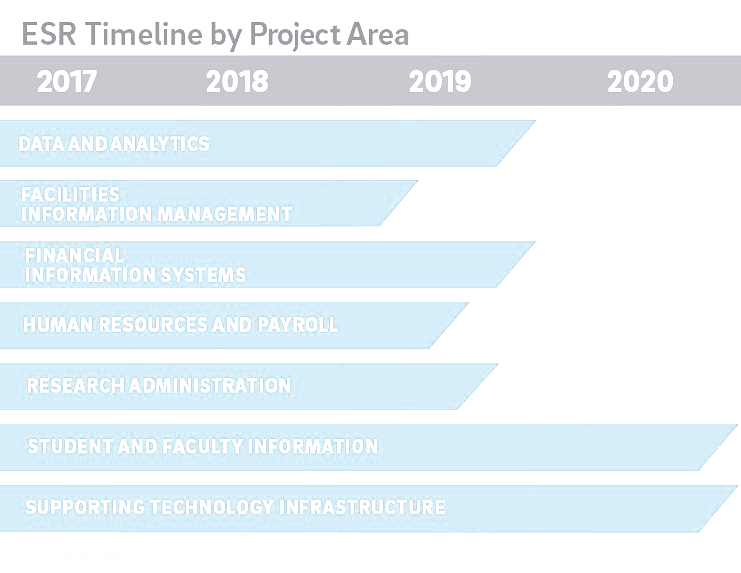 ESR Timeline by Project Area
2017 2018 2019 2020
DATA AND ANALYTICS
FACILITIES
INFORMATION MANAGEMENT
FINANCIAL
INFORMATION SYSTEMS
HUMAN RESOURCES AND PAYROLL
RESEARCH ADMINISTRATION
STUDENT AND FACULTY INFORMATION
SUPPORTING TECHNOLOGY INFRASTRUCTURE